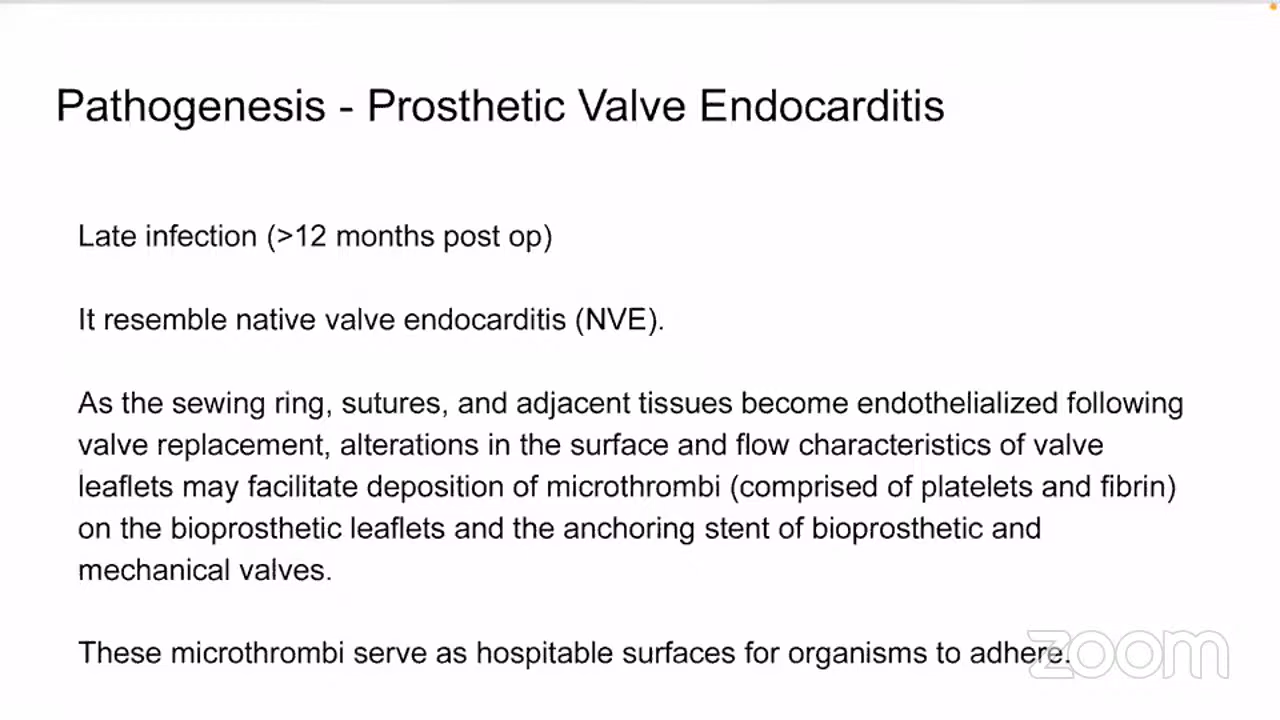 Pathogenesis - Prosthetic Valve Endocarditis
Late infection (>12 months post op)
It resemble native valve endocarditis (NVE).
As the sewing ring, sutures, and adjacent tissues become endothelialized following
valve replacement, alterations in the surface and flow characteristics of valve
leaflets may facilitate deposition of microthrombi (comprised of platelets and fibrin)
on the bioprosthetic leaflets and the anchoring stent of bioprosthetic and
mechanical valves.
These microthrombi serve as hospitable surfaces for organisms to adhere.
zoom